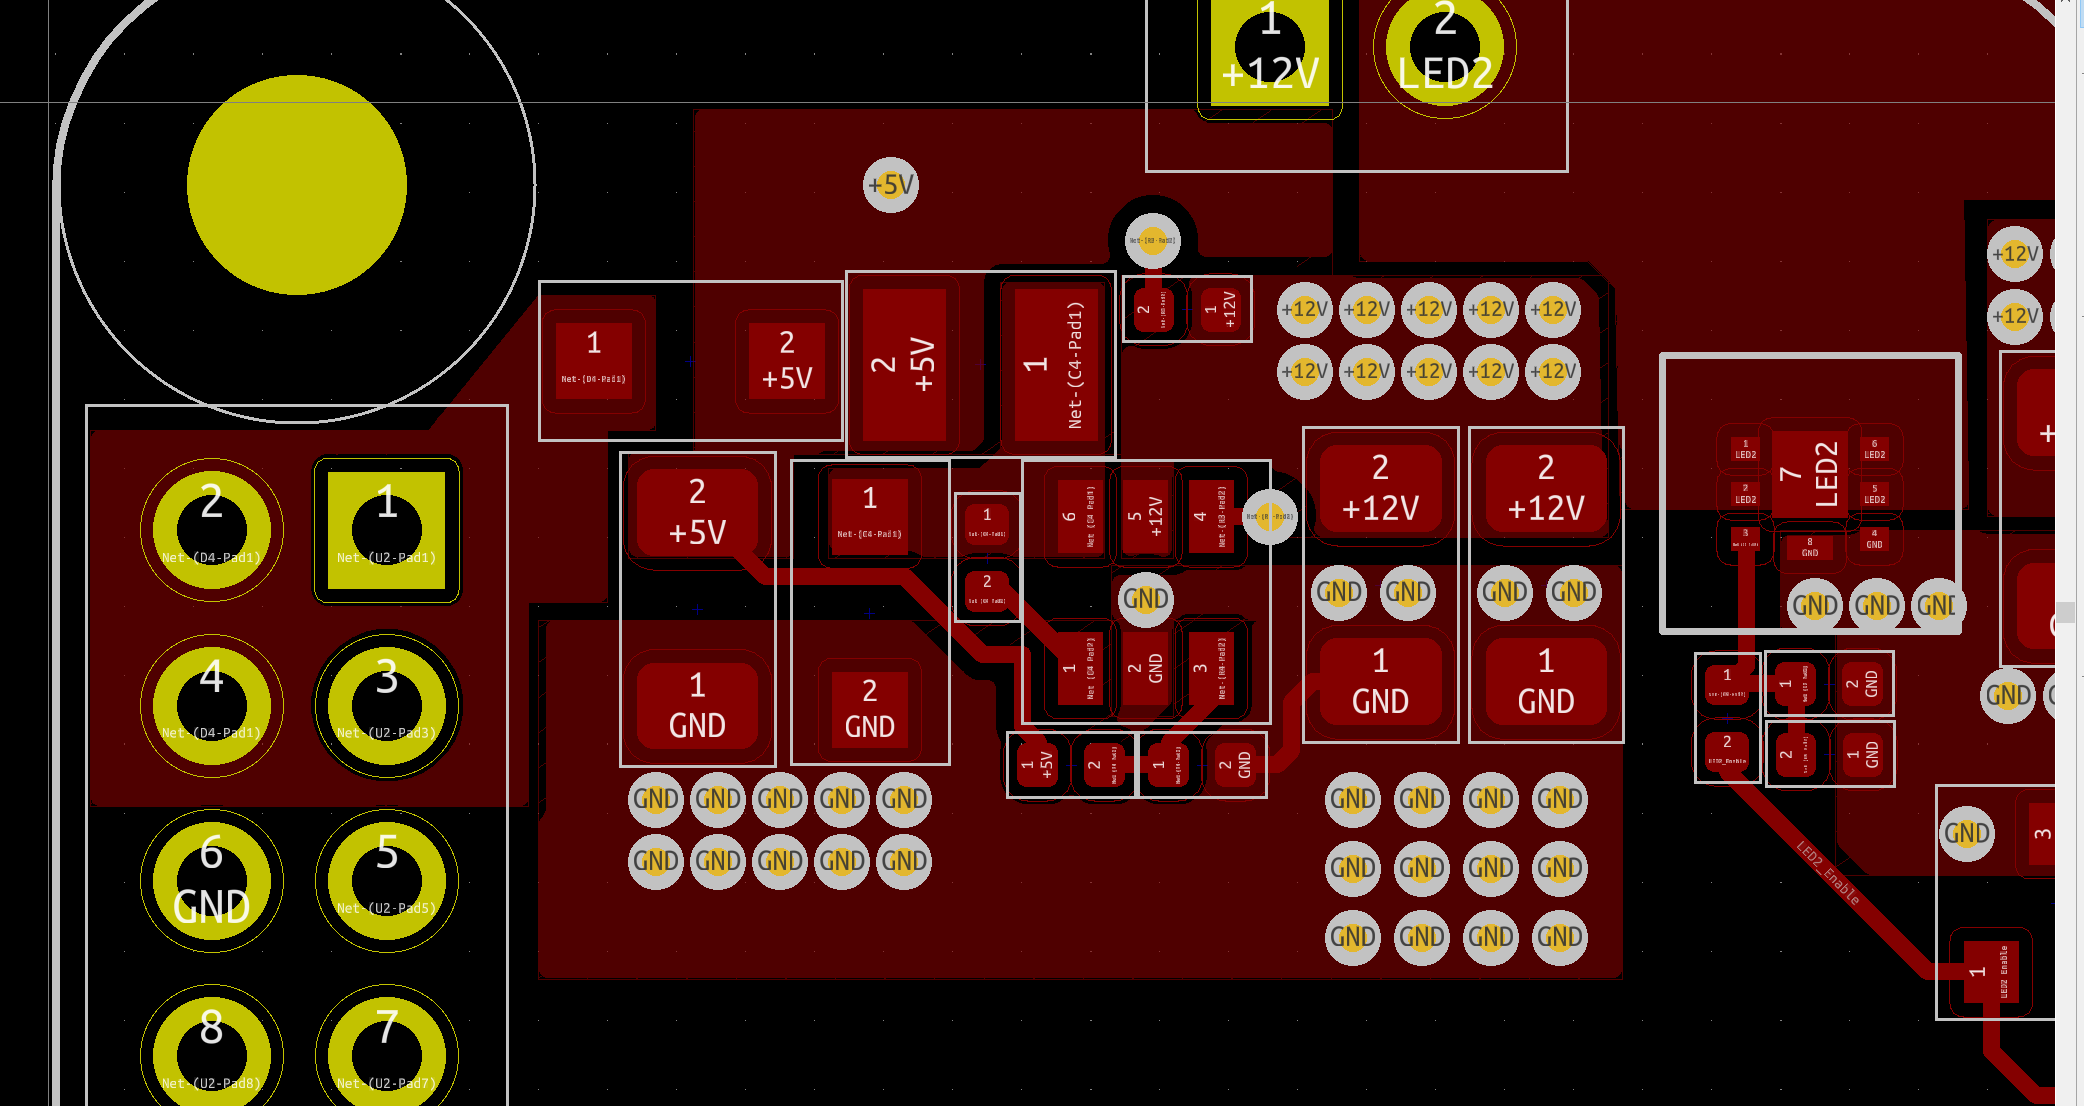 1
+12V
2
LED2
+5V
Net-(R3-Pad2)
2
1
+12V
+12V +12V +12V +12V +12V
+12V +12V +12V +12V +12V
+12V
+12V
1
Net-(D4-Pad1)
2
+5V
2
+5V
1
Net-(C4-Pad1)
2
Net-(D4-Pad1)
1
Net-(U2-Pad1)
4
Net-(D4-Pad1)
3
Net-(U2-Pad3)
6
GND
5
Net-(U2-Pad5)
8
Net-(U2-Pad8)
7
Net-(U2-Pad7)
2
+5V
1
GND
1
Net-(C4-Pad1)
2
GND
1
2
6
5
+12V
4
GND
1
2
GND
3
2
+12V
2
+12V
GND GND
GND GND
1
GND
1
GND
1
+5V
2
1
2
GND
GND GND GND GND GND
GND GND GND GND GND
GND GND GND GND
GND GND GND GND
GND GND GND GND
1
LED2
2
LED2
3
7
LED2
6
LED2
5
LED2
4
GND
8
GND
GND GND GND
1
2
1
2
GND
2
1
GND
GND
LED2_Enable
GND
3
1
LED2_Enable